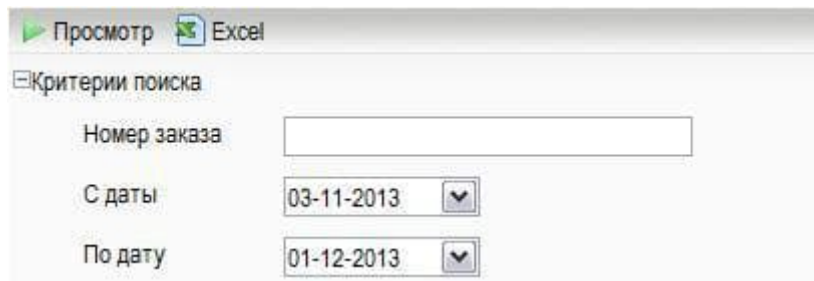 Просмотр Excel
Критерии поиска
Номер заказа
С даты 03-11-2013
По дату 01-12-2013